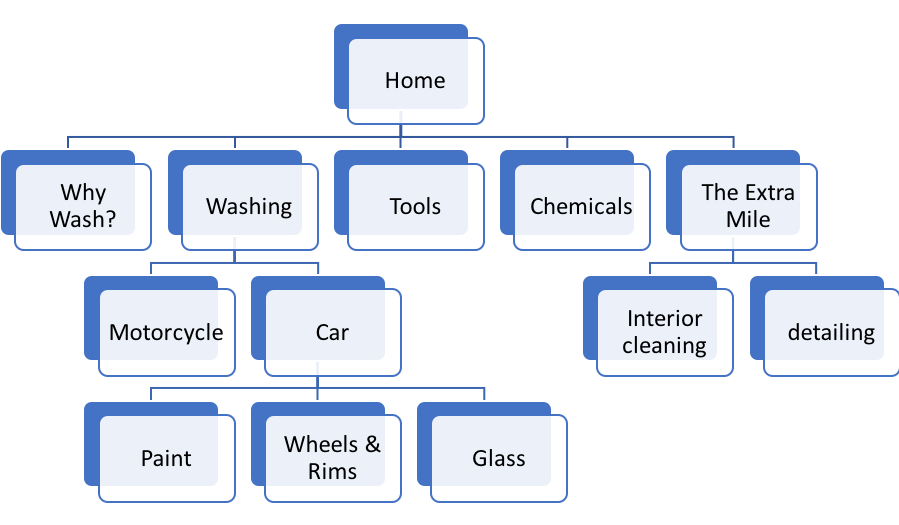 Home
Why
Wash?
Washing
Tools
Chemicals
The Extra
Mile
Motorcycle
Car
Interior
cleaning
detailing
Paint
Wheels &
Rims
Glass